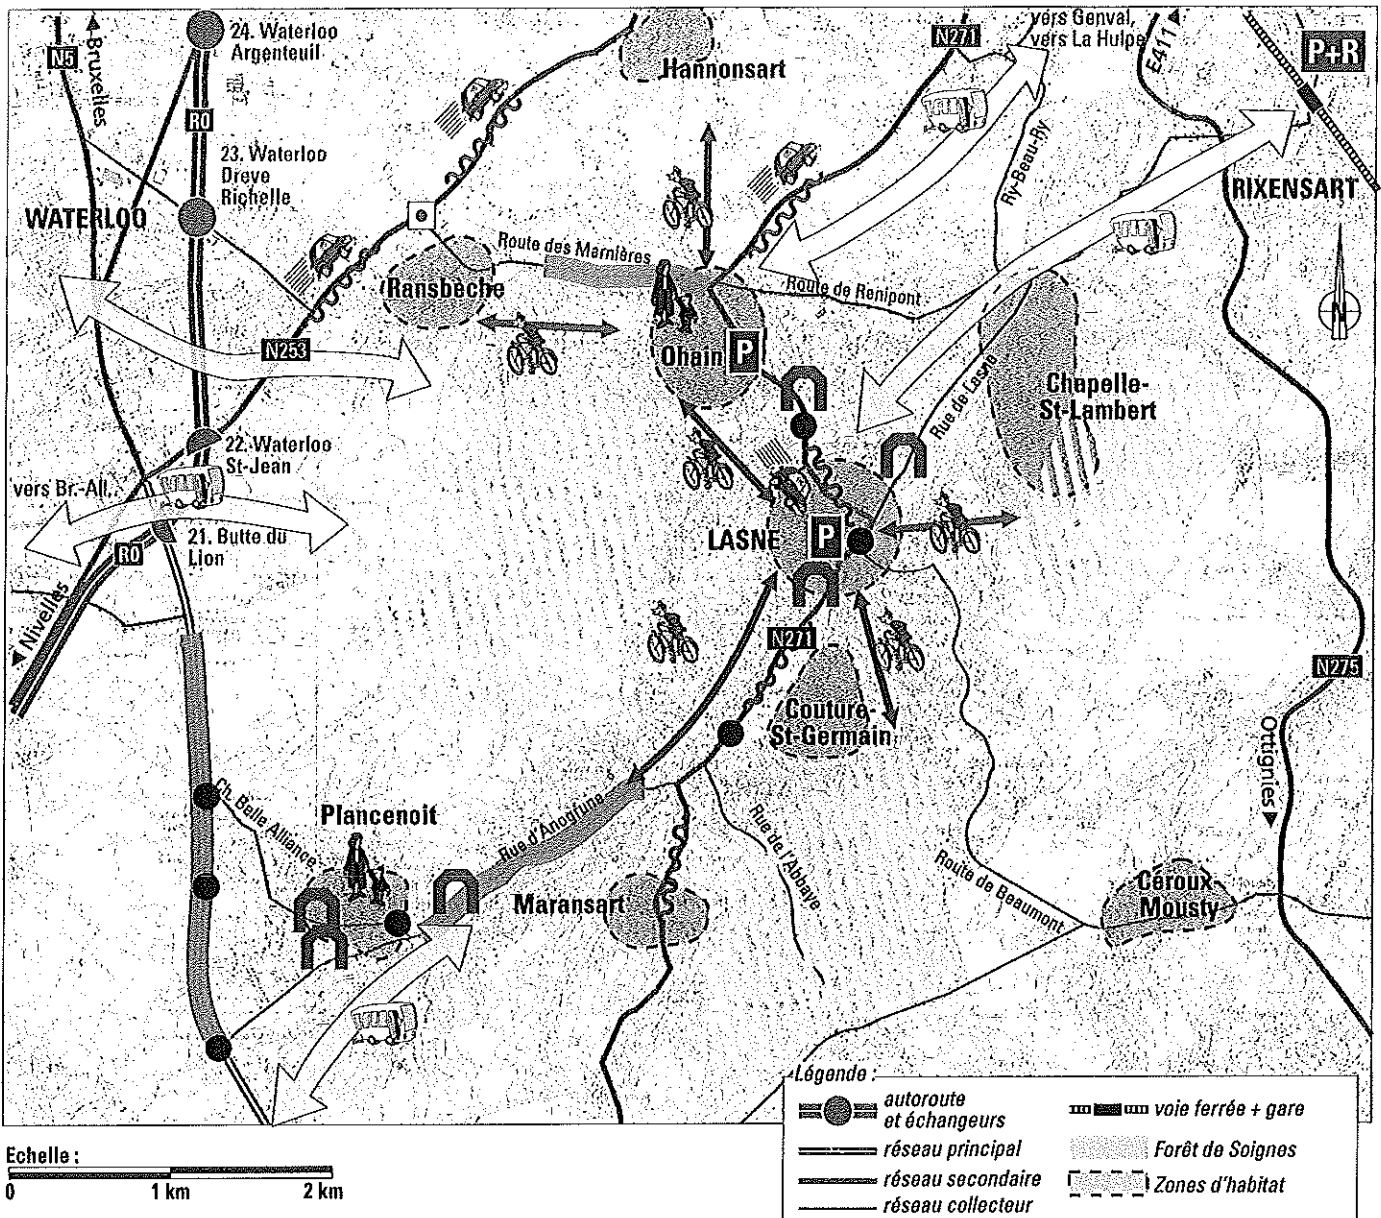 24. Waterloo
Argenteuil
N5
Bruxelles
R0
23. Waterloo
Dreve
Richelle
WATERLOO
Hannonsart
N271
vers Genval,
vers La Hulpe
E411
P+R
RIXENSART
Ry-Beau-Ry
Route des Marnières
Ransbèche
Route de Renipont
N
N253
Ohain
P
Rue de Lasne
Chapelle-
St-Lambert
22. Waterloo
St-Jean
vers Br.-All.
R0
21. Butte du
Lion
LASNE
P
Nivelles
N271
N275
Couture-
St-Germain
Ottignies
Ch. Belle Alliance
Plancenoit
Rue d'Anogfune
Rue de l'Abbaye
Maransart
Route de Beaumont
Céroux
Mousty
Légende :
autoroute
et échangeurs
voie ferrée + gare
réseau principal
Forêt de Soignes
réseau secondaire
Zones d'habitat
réseau collecteur
Echelle :
0 1 km 2 km